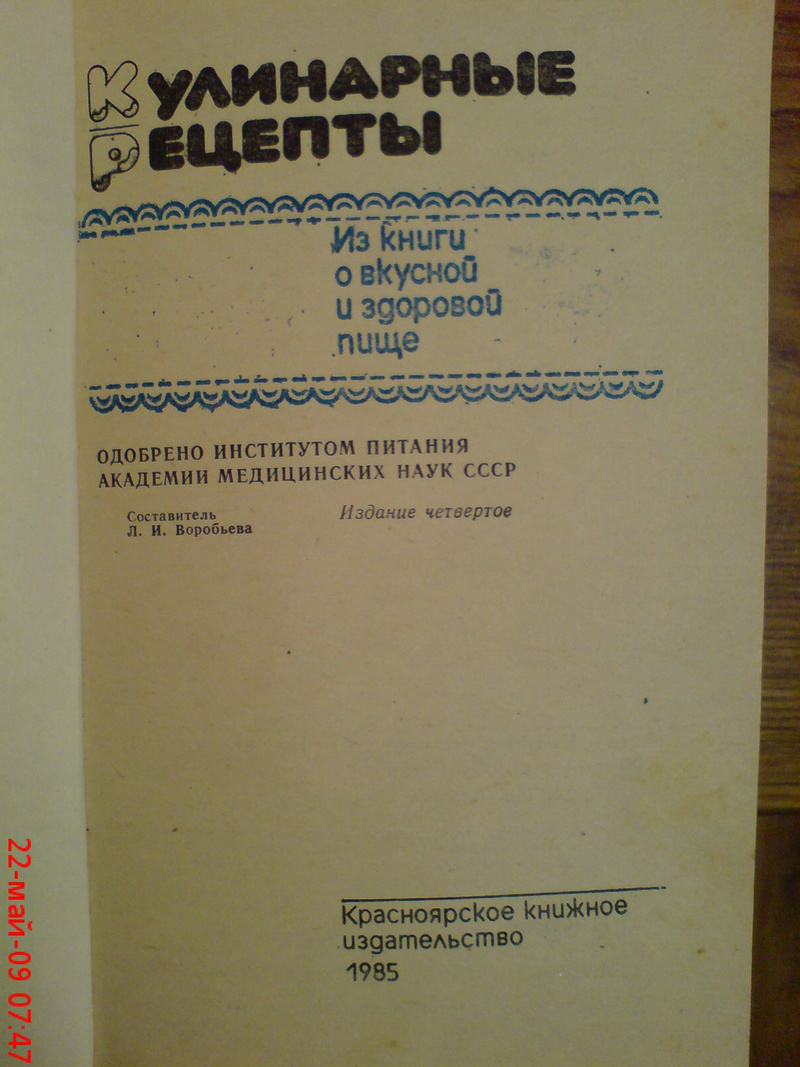 Кулинарные
Рецепты
Из книги
о вкусной
и здоровой
пище
ОДОБРЕНО ИНСТИТУТОМ ПИТАНИЯ
АКАДЕМИИ МЕДИЦИНСКИХ НАУК СССР
Составитель
Л. И. Воробьева
Издание четвертое
Красноярское книжное
издательство
1985
22-май-09 07:47